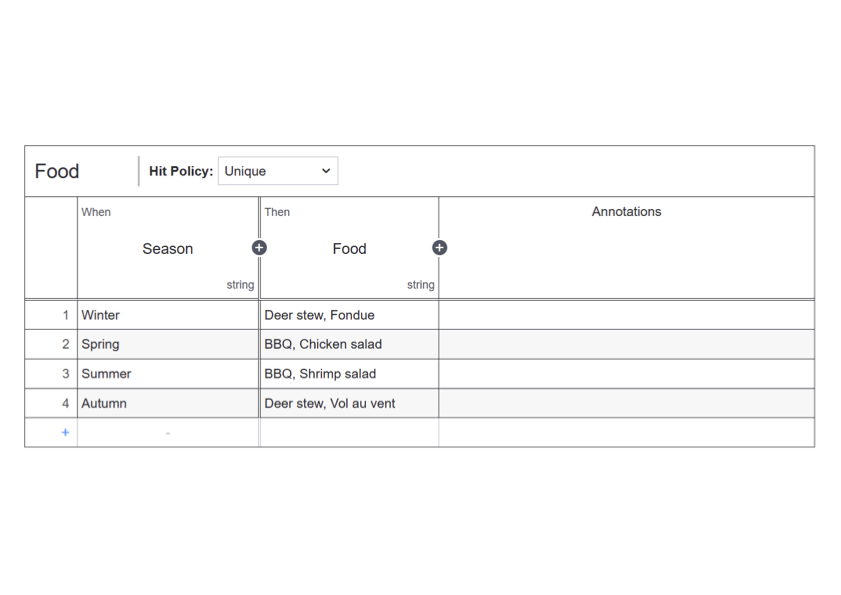 Food Hit Policy: Unique
When Then Annotations
Season + Food +
string string
1 Winter Deer stew, Fondue
2 Spring BBQ, Chicken salad
3 Summer BBQ, Shrimp salad
4 Autumn Deer stew, Vol au vent
+ -